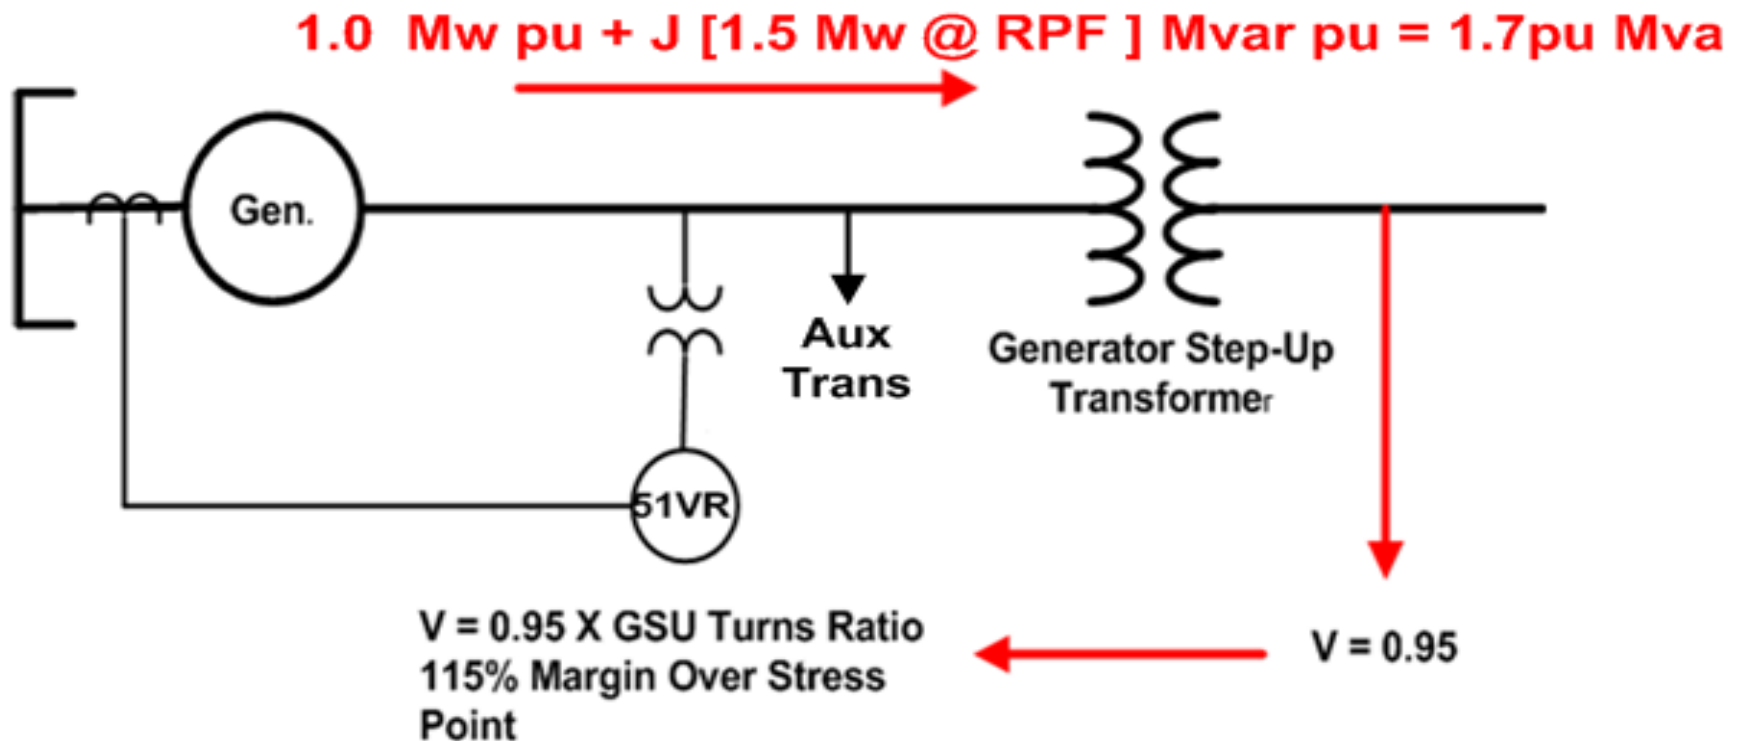 1.0 Mw pu + J [1.5 Mw @ RPF ] Mvar pu = 1.7pu Mva
Gen.
Aux
Trans
Generator Step-Up
Transformer
51VR
V = 0.95 X GSU Turns Ratio
115% Margin Over Stress
Point
V = 0.95